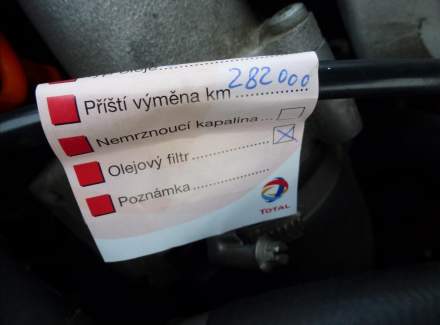 Příští výměna km 282000
Nemrznoucí kapalina
Olejový filtr
Poznámka
TOTAL